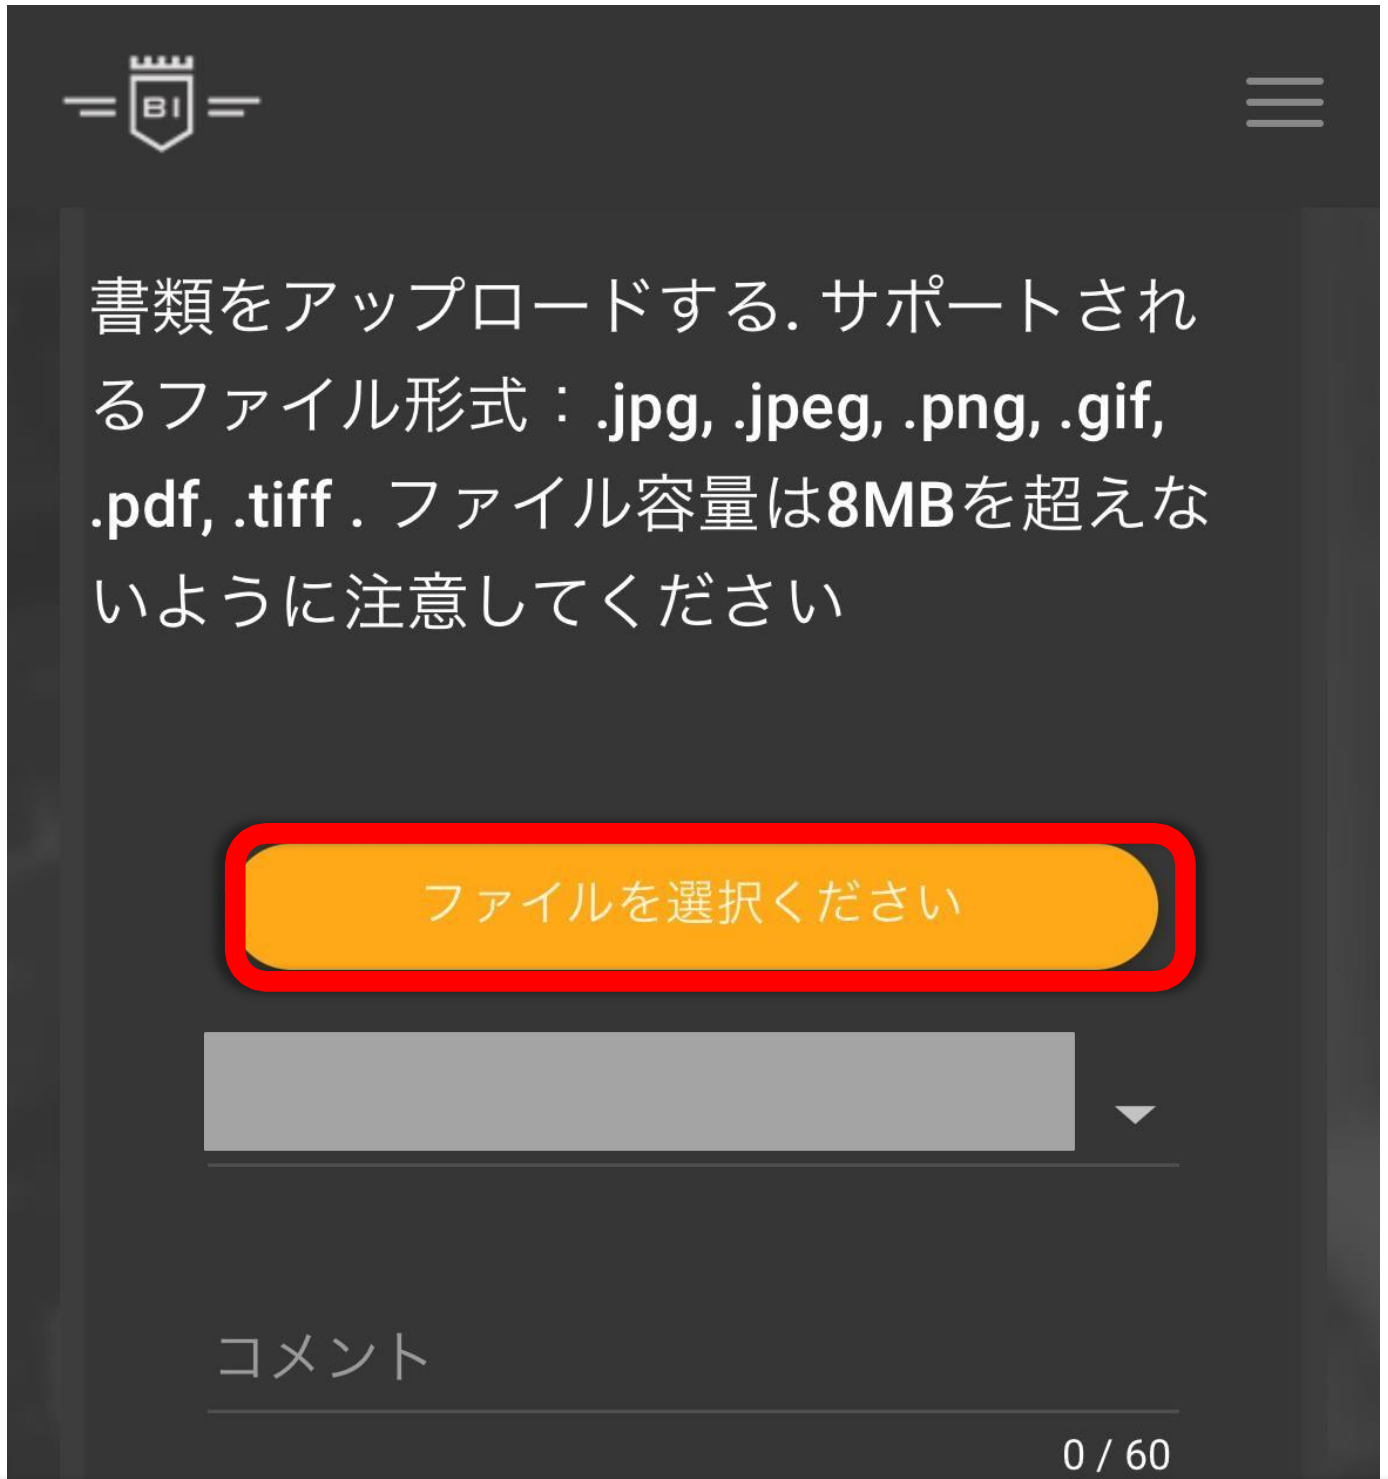 BI
書類をアップロードする. サポートされ
るファイル形式：.jpg, .jpeg, .png, .gif,
.pdf, .tiff . ファイル容量は8MBを超えな
いように注意してください
ファイルを選択ください
コメント
0 / 60